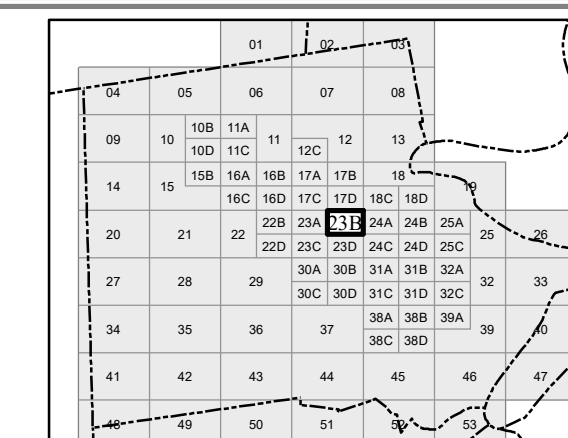 01 02 03
04 05 06 07 08
10B 11A
09 10 11 12 13
10D 11C 12C
15B 16A 16B 17A 17B 18
14 15 19
16C 16D 17C 17D 18C 18D
22B 23A 23B 24A 24B 25A
20 21 22 25 26
22D 23C 23D 24C 24D 25C
30A 30B 31A 31B 32A
27 28 29 32 33
30C 30D 31C 31D 32C
38A 38B 39A
34 35 36 37 39 40
38C 38D
41 42 43 44 45 46 47
48 49 50 51 52 53